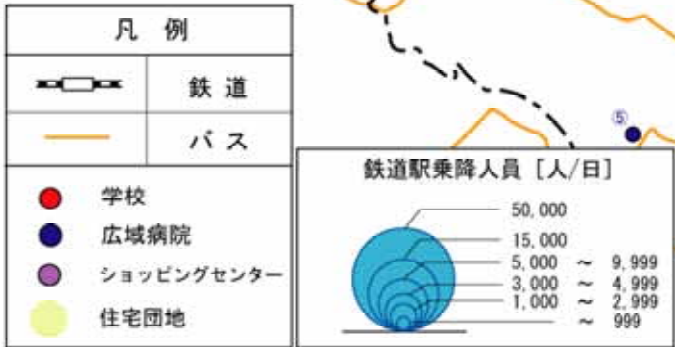 凡 例
鉄 道
バ ス
学校
広域病院
ショッピングセンター
住宅団地
⑤
鉄道駅乗降人員 [人/日]
50,000
15,000
5,000 ~ 9,999
3,000 ~ 4,999
1,000 ~ 2,999
~ 999